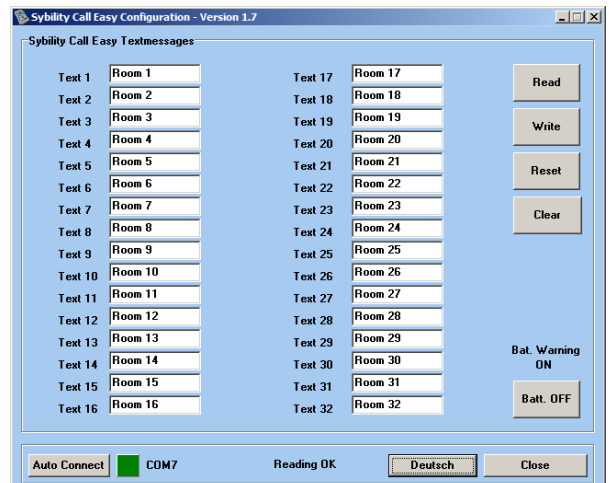 Sybility Call Easy Configuration - Version 1.7
Sybility Call Easy Textmessages
Text 1 Room 1
Text 2 Room 2
Text 3 Room 3
Text 4 Room 4
Text 5 Room 5
Text 6 Room 6
Text 7 Room 7
Text 8 Room 8
Text 9 Room 9
Text 10 Room 10
Text 11 Room 11
Text 12 Room 12
Text 13 Room 13
Text 14 Room 14
Text 15 Room 15
Text 16 Room 16
Text 17 Room 17
Text 18 Room 18
Text 19 Room 19
Text 20 Room 20
Text 21 Room 21
Text 22 Room 22
Text 23 Room 23
Text 24 Room 24
Text 25 Room 25
Text 26 Room 26
Text 27 Room 27
Text 28 Room 28
Text 29 Room 29
Text 30 Room 30
Text 31 Room 31
Text 32 Room 32
Read
Write
Reset
Clear
Bat. Warning
ON
Batt. OFF
Auto Connect COM7 Reading OK Deutsch Close